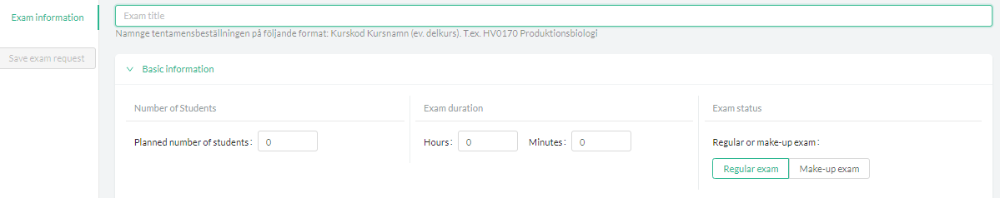 Exam information
Save exam request
Exam title
Namnge tentamensbeställningen på följande format: Kurskod Kursnamn (ev. delkurs). T.ex. HV0170 Produktionsbiologi
Basic information
Number of Students
Planned number of students: 0
Exam duration
Hours: 0 Minutes: 0
Exam status
Regular or make-up exam:
Regular exam Make-up exam